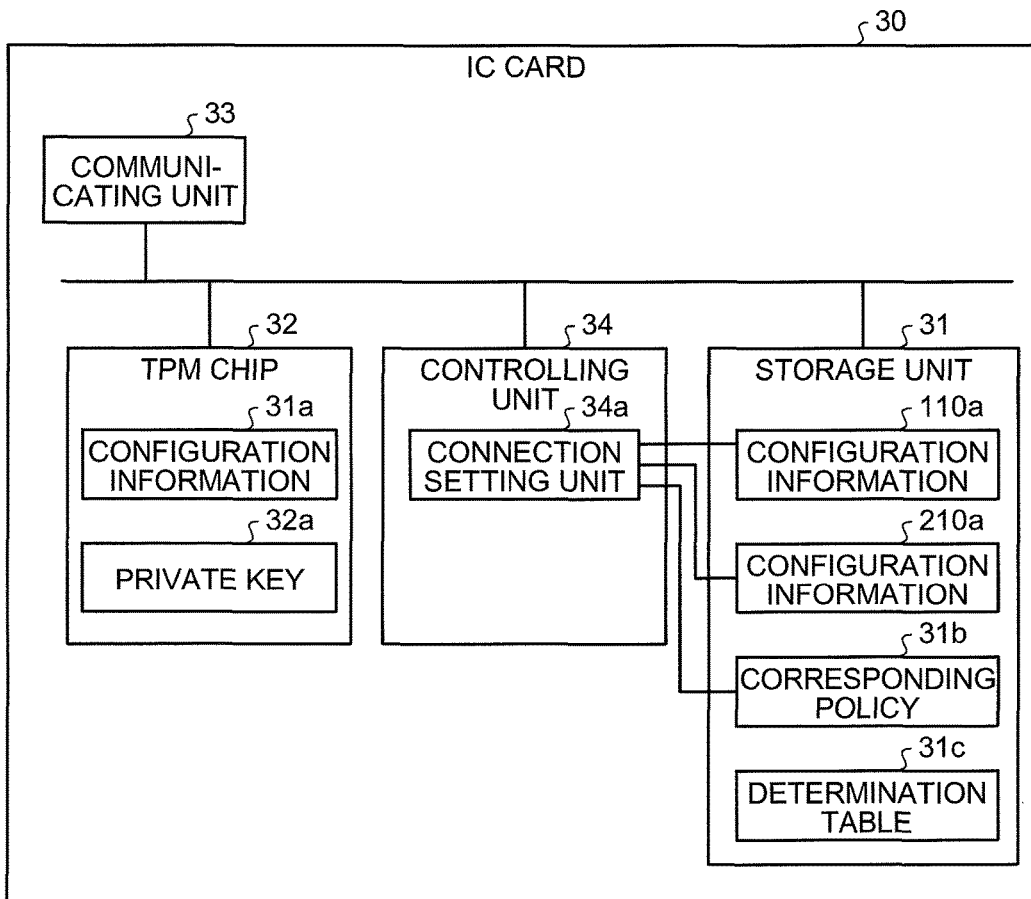 30
IC CARD
33
COMMUNI-
CATING UNIT
32
TPM CHIP
31a
CONFIGURATION
INFORMATION
32a
PRIVATE KEY
34
CONTROLLING
UNIT
34a
CONNECTION
SETTING UNIT
31
STORAGE UNIT
110a
CONFIGURATION
INFORMATION
210a
CONFIGURATION
INFORMATION
31b
CORRESPONDING
POLICY
31c
DETERMINATION
TABLE